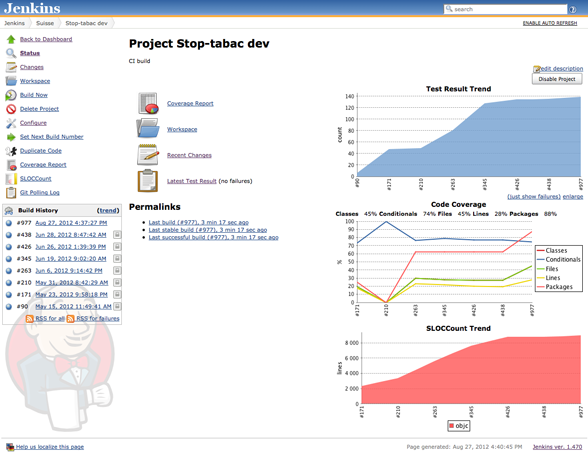 Jenkins
search
Jenkins
Suisse
Stop-tabac dev
ENABLE AUTO REFRESH
Back to Dashboard
Status
Changes
Workspace
Build Now
Delete Project
Configure
Set Next Build Number
Duplicate Code
Coverage Report
SLOCCount
Git Polling Log
Build History (trend)
#977 Aug 27, 2012 4:37:27 PM
#438 Jun 28, 2012 8:47:42 AM
#426 Jun 26, 2012 1:39:39 PM
#345 Jun 19, 2012 9:02:20 AM
#263 Jun 6, 2012 9:14:42 PM
#210 May 31, 2012 8:42:29 AM
#171 May 23, 2012 9:58:18 PM
#90 May 15, 2012 11:49:41 AM
RSS for all RSS for failures
Project Stop-tabac dev
CI build
edit description
Disable Project
Coverage Report
Workspace
Recent Changes
Latest Test Result (no failures)
Permalinks
Last build (#977), 3 min 17 sec ago
Last stable build (#977), 3 min 17 sec ago
Last successful build (#977), 3 min 17 sec ago
Test Result Trend
count
140
120
100
80
60
40
20
0
#90
#171
#210
#263
#345
#426
#438
#977
(just show failures) enlarge
Code Coverage
Classes 45% Conditionals 74% Files 45% Lines 28% Packages 88%
%
100
90
80
70
60
50
40
30
20
10
0
#171
#210
#263
#345
#426
#438
#977
Classes
Conditionals
Files
Lines
Packages
SLOCCount Trend
lines
8 000
6 000
4 000
2 000
0
#171
#210
#263
#345
#426
#438
#977
objc
Help us localize this page
Page generated: Aug 27, 2012 4:40:45 PM
Jenkins ver. 1.470